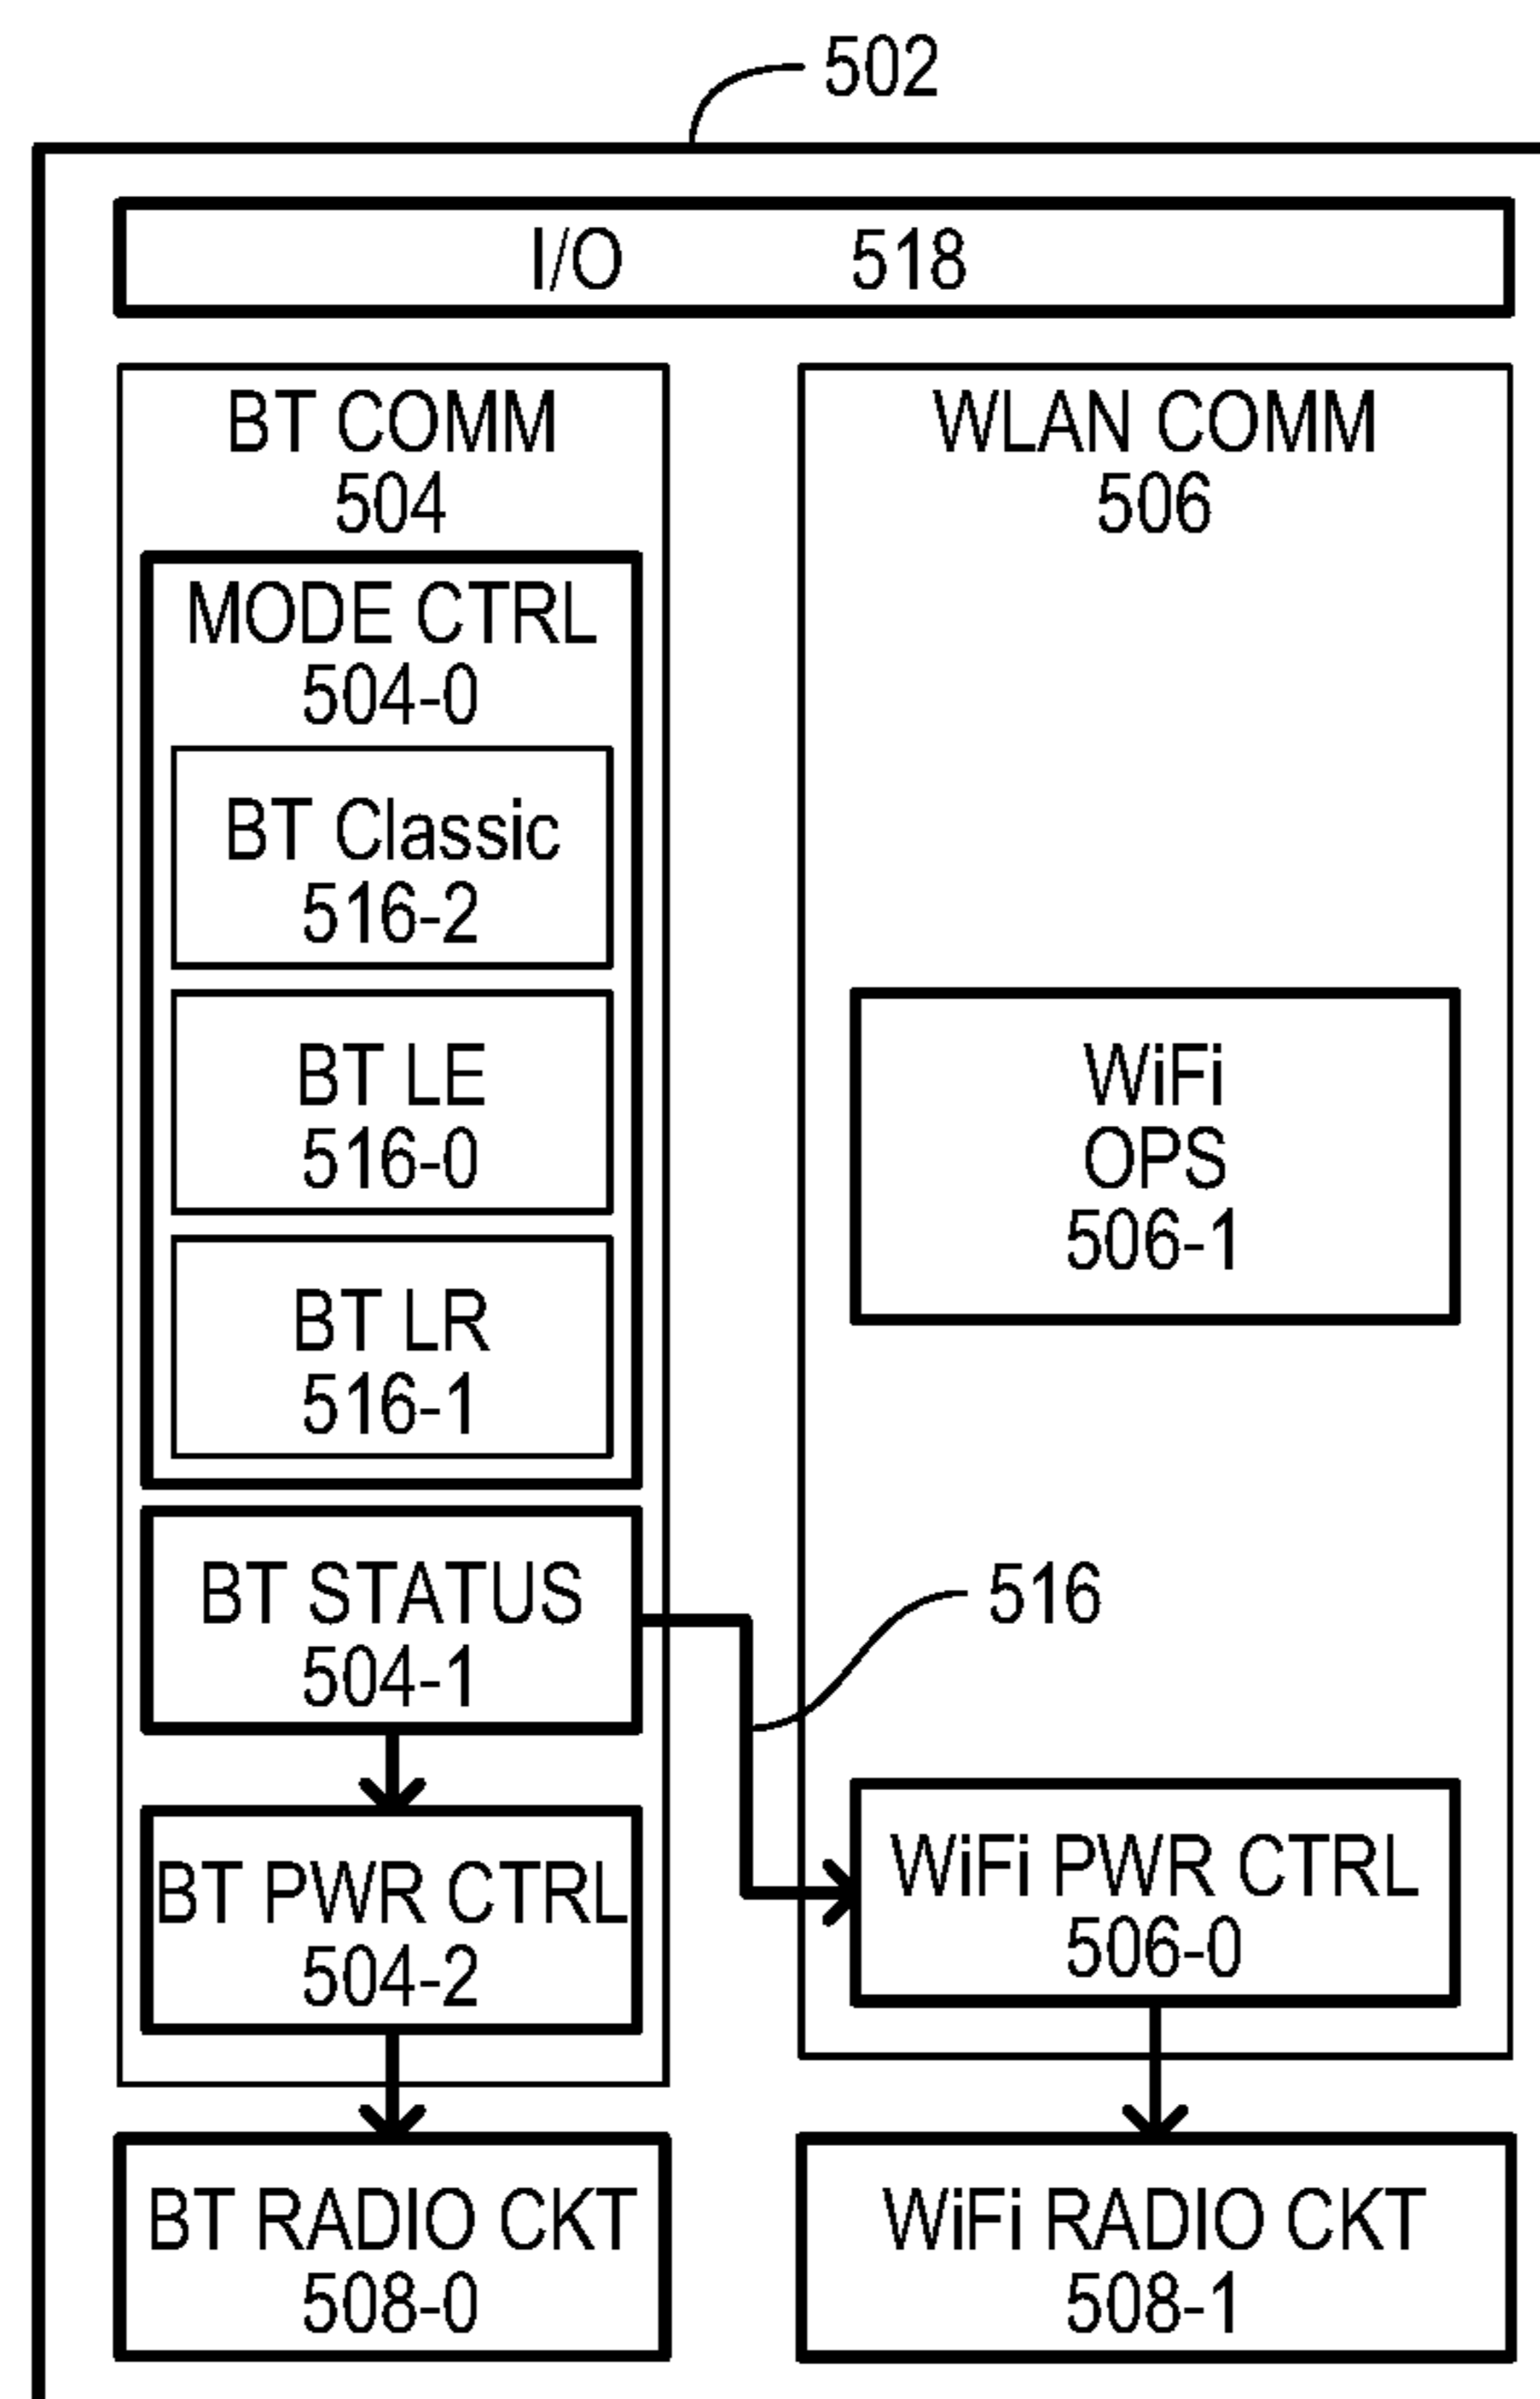 502
I/O 518
BT COMM
504
MODE CTRL
504-0
BT Classic
516-2
BT LE
516-0
BT LR
516-1
BT STATUS
504-1
BT PWR CTRL
504-2
BT RADIO CKT
508-0
WLAN COMM
506
WiFi
OPS
506-1
516
WiFi PWR CTRL
506-0
WiFi RADIO CKT
508-1